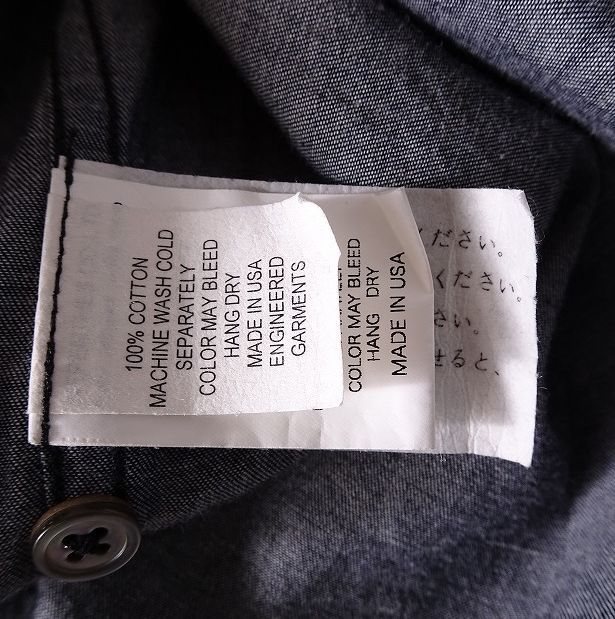 100% COTTON
MACHINE WASH COLD
SEPARATELY
COLOR MAY BLEED
HANG DRY
MADE IN USA
ENGINEERED
GARMENTS
COLOR MAY BLEED
HANG DRY
MADE IN USA
ください。
ください。
さい。
せると、